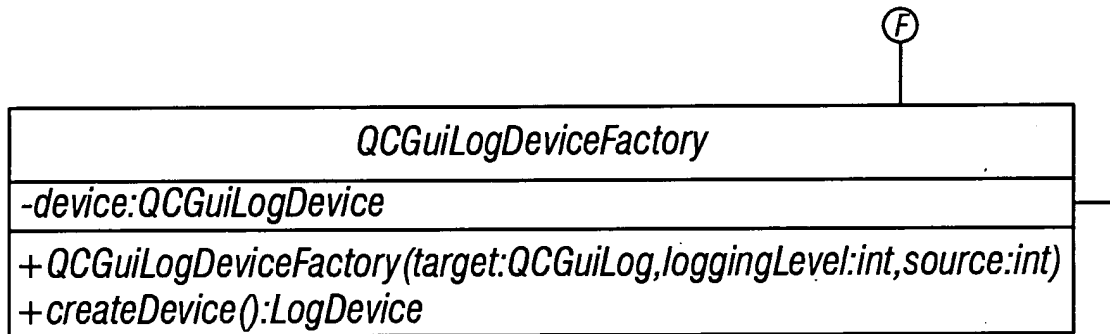 F
QCGuiLogDeviceFactory
-device:QCGuiLogDevice
+QCGuiLogDeviceFactory(target:QCGuiLog,loggingLevel:int,source:int)
+createDevice():LogDevice